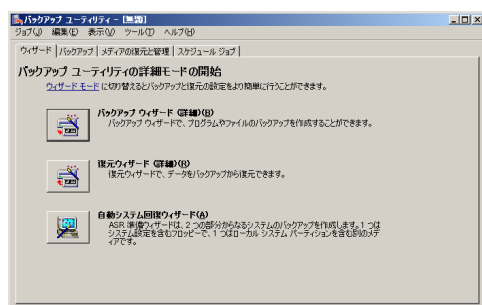 バックアップ ユーティリティ - [無題]
ジョブ(J) 編集(E) 表示(V) ツール(T) ヘルプ(H)
ウィザード バックアップ メディアの復元と管理 スケジュール ジョブ
バックアップ ユーティリティの詳細モードの開始
ウィザード モード に切り替えるとバックアップと復元の設定をより簡単に行うことができます。
バックアップ ウィザード (詳細)(B)
バックアップ ウィザードで、プログラムやファイルのバックアップを作成することができます。
復元ウィザード (詳細)(R)
復元ウィザードで、データをバックアップから復元できます。
自動システム回復ウィザード(A)
ASR 準備ウィザードは、2 つの部分からなるシステムのバックアップを作成します。1 つは
システム設定を含むフロッピーで、1 つはローカル システム パーティションを含む別のメデ
ィアです。